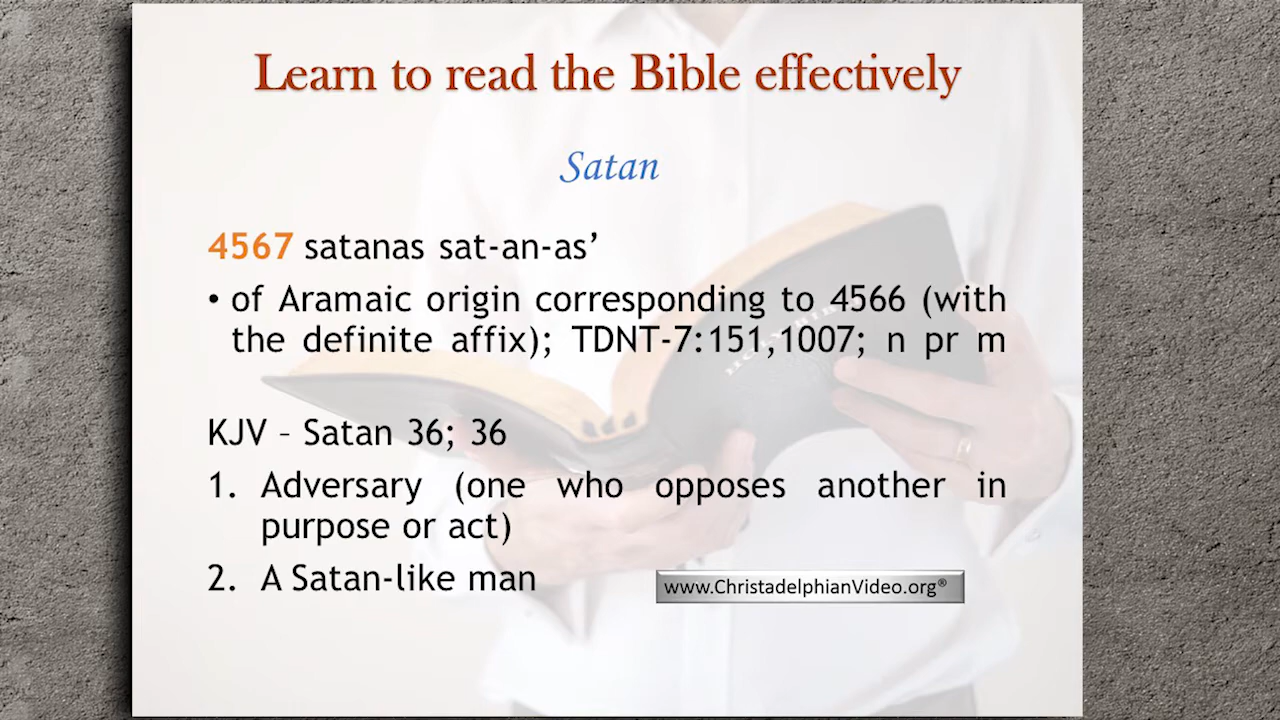 Learn to read the Bible effectively
Satan
4567 satanas sat-an-as’
• of Aramaic origin corresponding to 4566 (with
the definite affix); TDNT-7:151,1007; n pr m
KJV – Satan 36; 36
1. Adversary (one who opposes another in
purpose or act)
2. A Satan-like man
www.ChristadelphianVideo.org®